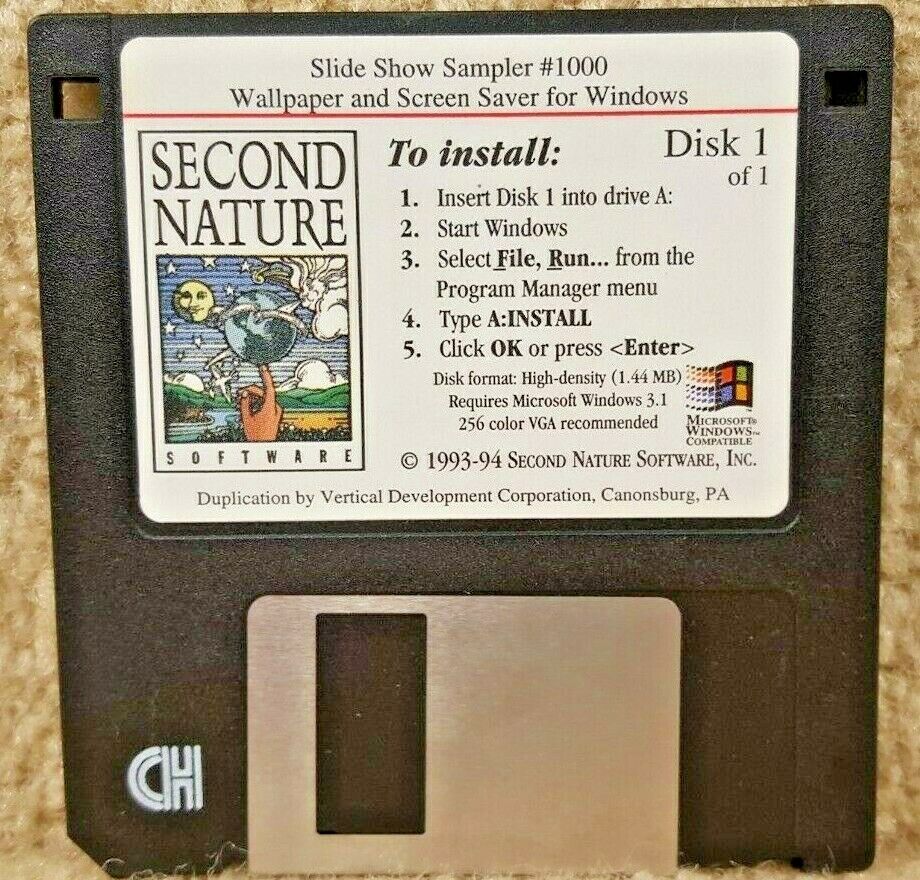 Slide Show Sampler #1000
Wallpaper and Screen Saver for Windows
SECOND
NATURE
SOFTWARE
To install:
Disk 1
of 1
1. Insert Disk 1 into drive A:
2. Start Windows
3. Select File, Run... from the
Program Manager menu
4. Type A:INSTALL
5. Click OK or press <Enter>
Disk format: High-density (1.44 MB)
Requires Microsoft Windows 3.1
256 color VGA recommended
MICROSOFT®
WINDOWS™
COMPATIBLE
© 1993-94 SECOND NATURE SOFTWARE, INC.
Duplication by Vertical Development Corporation, Canonsburg, PA
CH